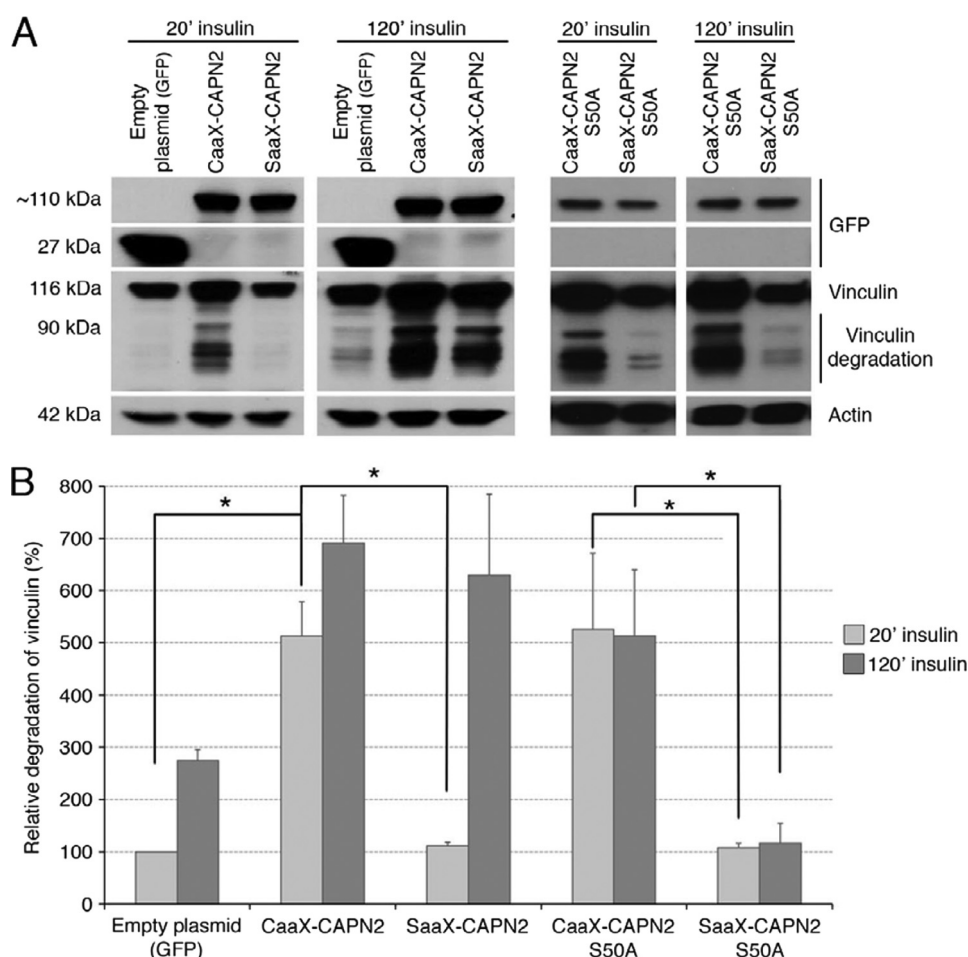 A
20' insulin
120' insulin
20' insulin
120' insulin
Empty
plasmid (GFP)
CaaX-CAPN2
SaaX-CAPN2
Empty
plasmid (GFP)
CaaX-CAPN2
SaaX-CAPN2
CaaX-CAPN2
S50A
SaaX-CAPN2
S50A
CaaX-CAPN2
S50A
SaaX-CAPN2
S50A
~110 kDa
27 kDa
GFP
116 kDa
Vinculin
90 kDa
Vinculin
degradation
42 kDa
Actin
B
Relative degradation of vinculin (%)
800
700
600
500
400
300
200
100
0
*
*
*
*
20' insulin
120' insulin
Empty plasmid
(GFP)
CaaX-CAPN2
SaaX-CAPN2
CaaX-CAPN2
S50A
SaaX-CAPN2
S50A